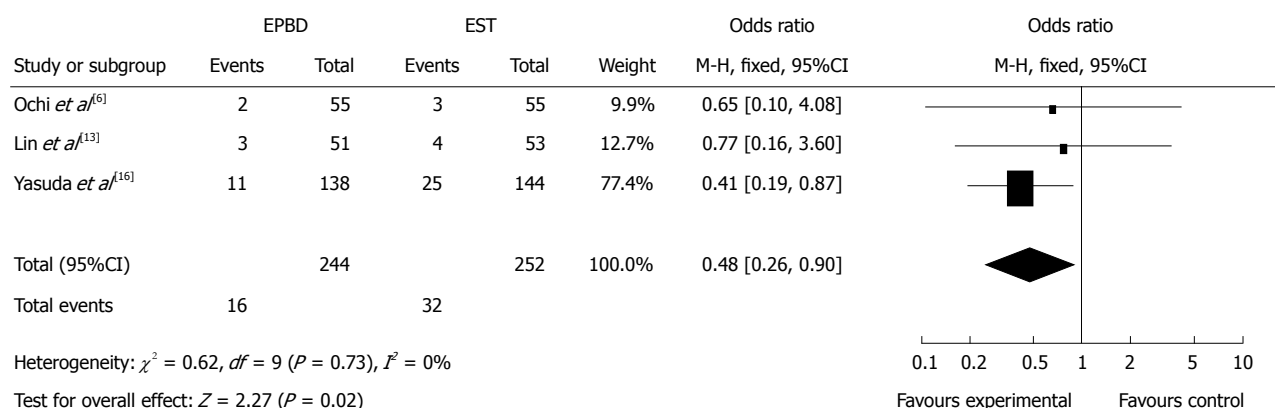 EPBD EST Odds ratio Odds ratio
Study or subgroup Events Total Events Total Weight M-H, fixed, 95%CI M-H, fixed, 95%CI
Ochi et al[6] 2 55 3 55 9.9% 0.65 [0.10, 4.08]
Lin et al[13] 3 51 4 53 12.7% 0.77 [0.16, 3.60]
Yasuda et al[16] 11 138 25 144 77.4% 0.41 [0.19, 0.87]
Total (95%CI) 244 252 100.0% 0.48 [0.26, 0.90]
Total events 16 32
Heterogeneity: χ² = 0.62, df = 9 (P = 0.73), I² = 0%
0.1 0.2 0.5 1 2 5 10
Test for overall effect: Z = 2.27 (P = 0.02) Favours experimental Favours control